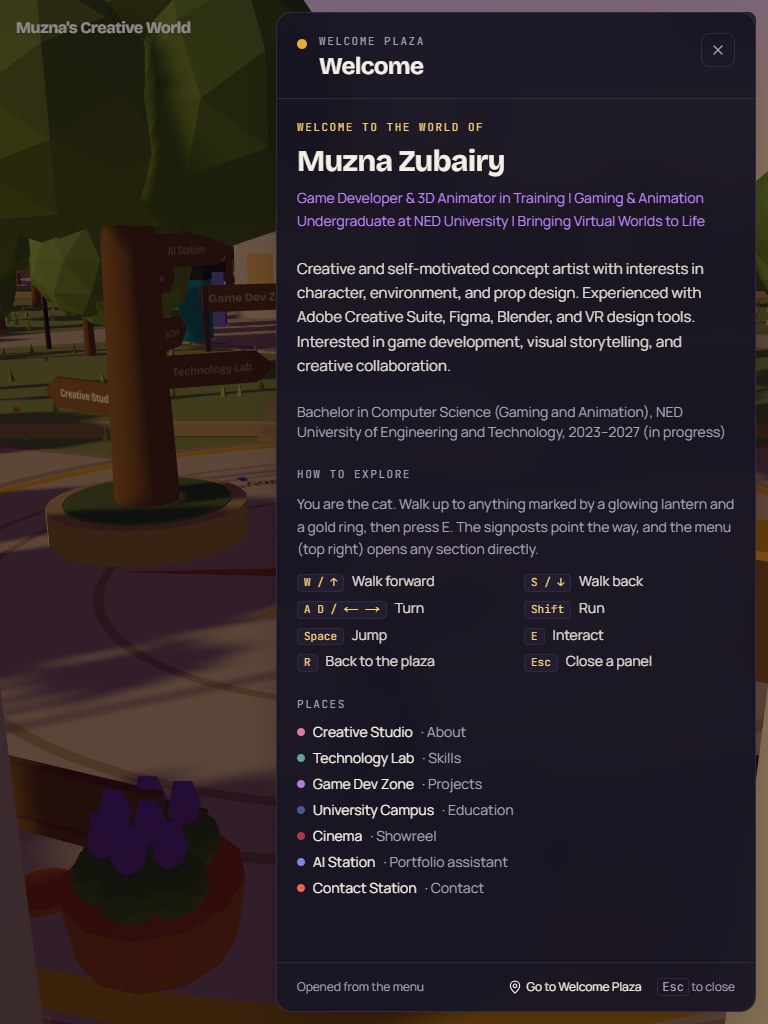 Muzna's Creative World
WELCOME PLAZA
Welcome
WELCOME TO THE WORLD OF
Muzna Zubairy
Game Developer & 3D Animator in Training | Gaming & Animation
Undergraduate at NED University | Bringing Virtual Worlds to Life
Creative and self-motivated concept artist with interests in
character, environment, and prop design. Experienced with
Adobe Creative Suite, Figma, Blender, and VR design tools.
Interested in game development, visual storytelling, and
creative collaboration.
Bachelor in Computer Science (Gaming and Animation), NED
University of Engineering and Technology, 2023–2027 (in progress)
HOW TO EXPLORE
You are the cat. Walk up to anything marked by a glowing lantern and
a gold ring, then press E. The signposts point the way, and the menu
(top right) opens any section directly.
W / ↑ Walk forward
S / ↓ Walk back
A D / ← → Turn
Shift Run
Space Jump
E Interact
R Back to the plaza
Esc Close a panel
PLACES
Creative Studio · About
Technology Lab · Skills
Game Dev Zone · Projects
University Campus · Education
Cinema · Showreel
AI Station · Portfolio assistant
Contact Station · Contact
Opened from the menu
Go to Welcome Plaza
Esc to close
AI Station
Game Dev Z
Technology Lab
Creative Stud